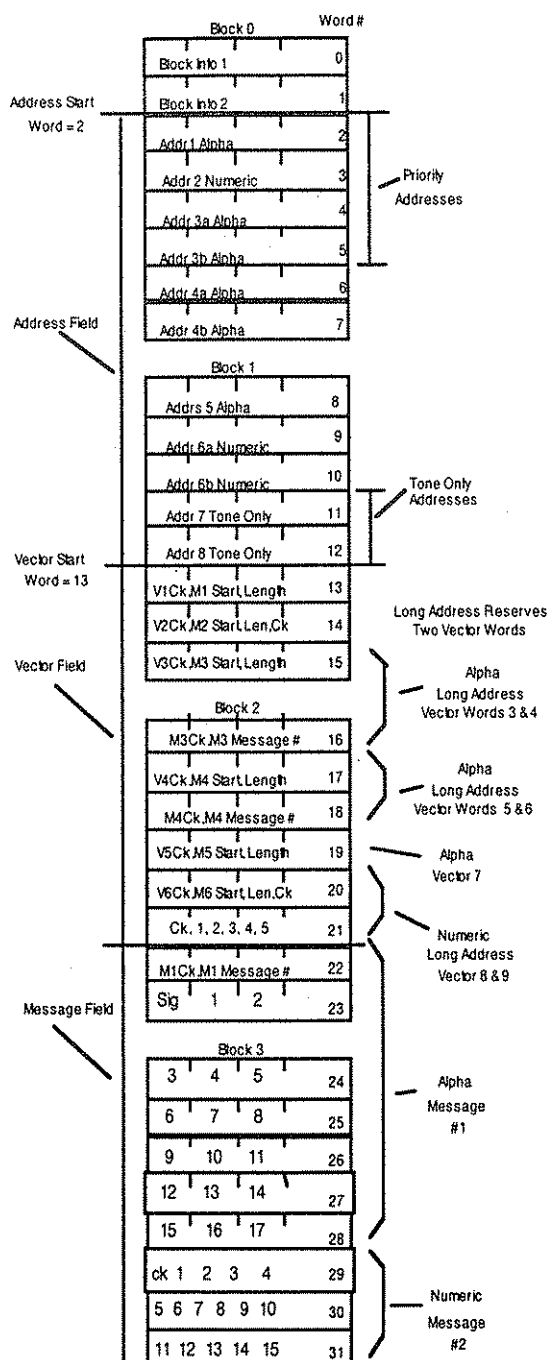 Block 0
Word #
Block Info 1 0
Block Info 2 1
Address Start
Word = 2
Addr 1 Alpha 2
Addr 2 Numeric 3
Addr 3a Alpha 4
Addr 3b Alpha 5
Priority
Addresses
Addr 4a Alpha 6
Addr 4b Alpha 7
Address Field
Block 1
Addrs 5 Alpha 8
Addr 6a Numeric 9
Addr 6b Numeric 10
Addr 7 Tone Only 11
Addr 8 Tone Only 12
Tone Only
Addresses
Vector Start
Word = 13
V1Ck,M1 Start,Length 13
V2Ck,M2 Start,Len,Ck 14
V3Ck,M3 Start,Length 15
Long Address Reserves
Two Vector Words
Vector Field
Alpha
Long Address
Vector Words 3 & 4
Block 2
M3Ck,M3 Message # 16
V4Ck,M4 Start,Length 17
M4Ck,M4 Message # 18
Alpha
Long Address
Vector Words 5 & 6
V5Ck,M5 Start,Length 19
Alpha
Vector 7
V6Ck,M6 Start,Len,Ck 20
Ck, 1, 2, 3, 4, 5 21
Numeric
Long Address
Vector 8 & 9
M1Ck,M1 Message # 22
Sig 1 2 23
Message Field
Block 3
3 4 5 24
6 7 8 25
9 10 11 26
12 13 14 27
15 16 17 28
Alpha
Message
#1
ck 1 2 3 4 29
5 6 7 8 9 10 30
11 12 13 14 15 31
Numeric
Message
#2